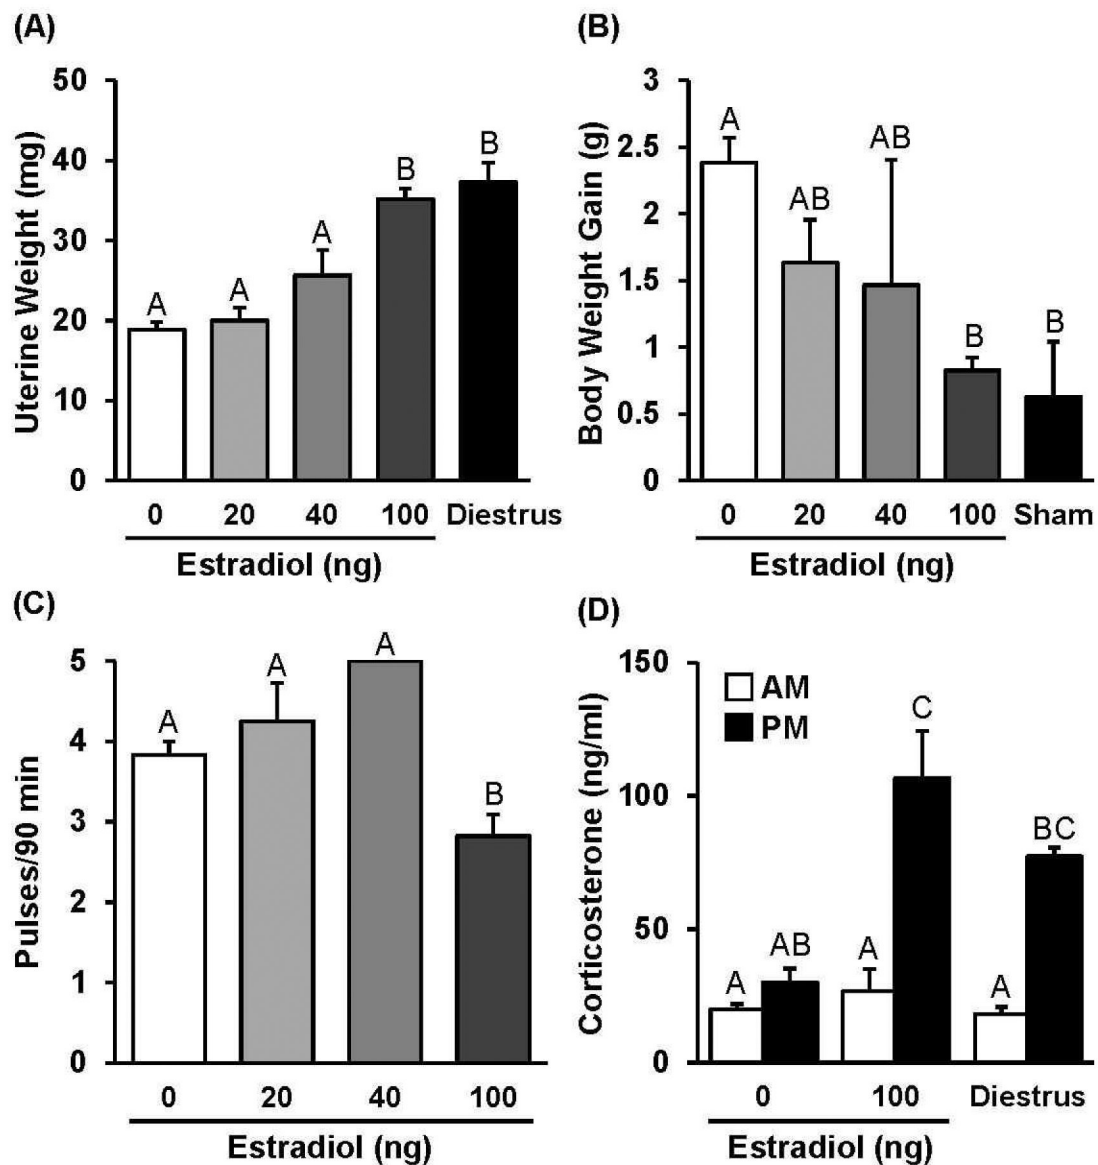 (A)
Uterine Weight (mg)
50
40
30
20
10
0
A
A
A
B
B
0 20 40 100 Diestrus
Estradiol (ng)
(B)
Body Weight Gain (g)
3
2.5
2
1.5
1
0.5
0
A
AB
AB
B
B
0 20 40 100 Sham
Estradiol (ng)
(C)
Pulses/90 min
5
4
3
2
1
0
A
A
A
B
0 20 40 100
Estradiol (ng)
(D)
Corticosterone (ng/ml)
150
100
50
0
AM
PM
A
AB
A
C
A
BC
0 100 Diestrus
Estradiol (ng)